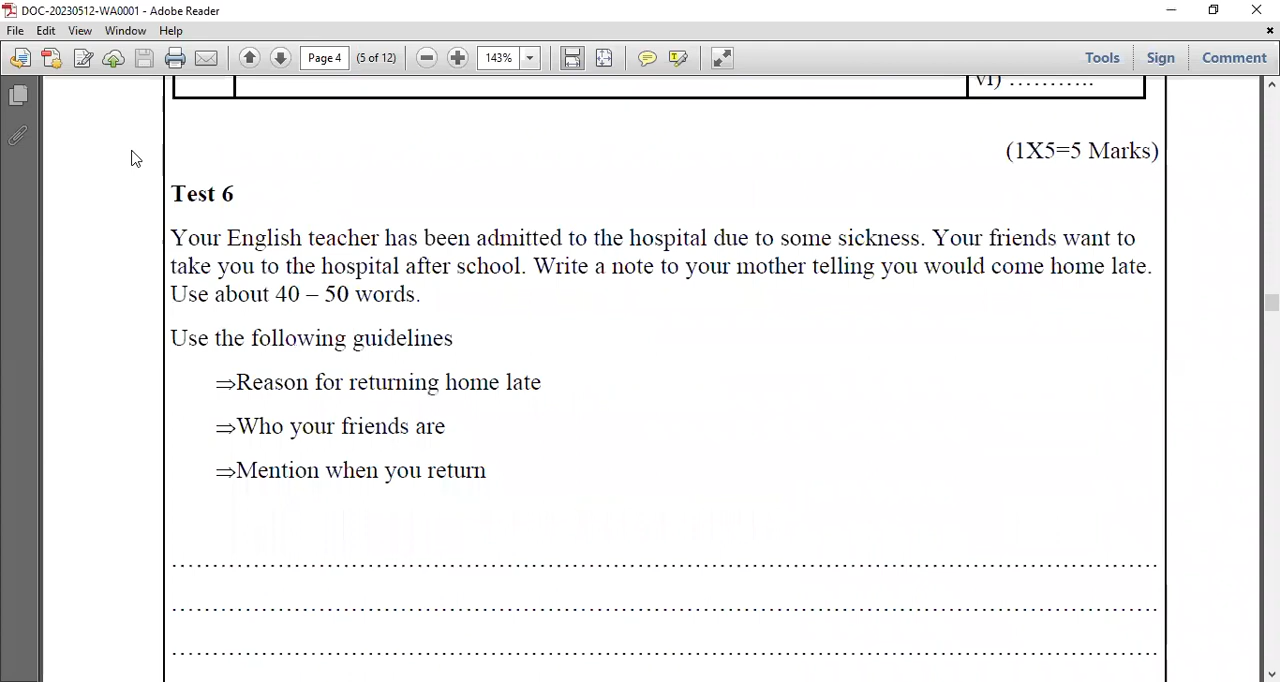 DOC-20230512-WA0001 - Adobe Reader
File Edit View Window Help
Page 4 (5 of 12) 143% Tools Sign Comment
vi) ………..
(1X5=5 Marks)
Test 6
Your English teacher has been admitted to the hospital due to some sickness. Your friends want to
take you to the hospital after school. Write a note to your mother telling you would come home late.
Use about 40 – 50 words.
Use the following guidelines
⇒Reason for returning home late
⇒Who your friends are
⇒Mention when you return